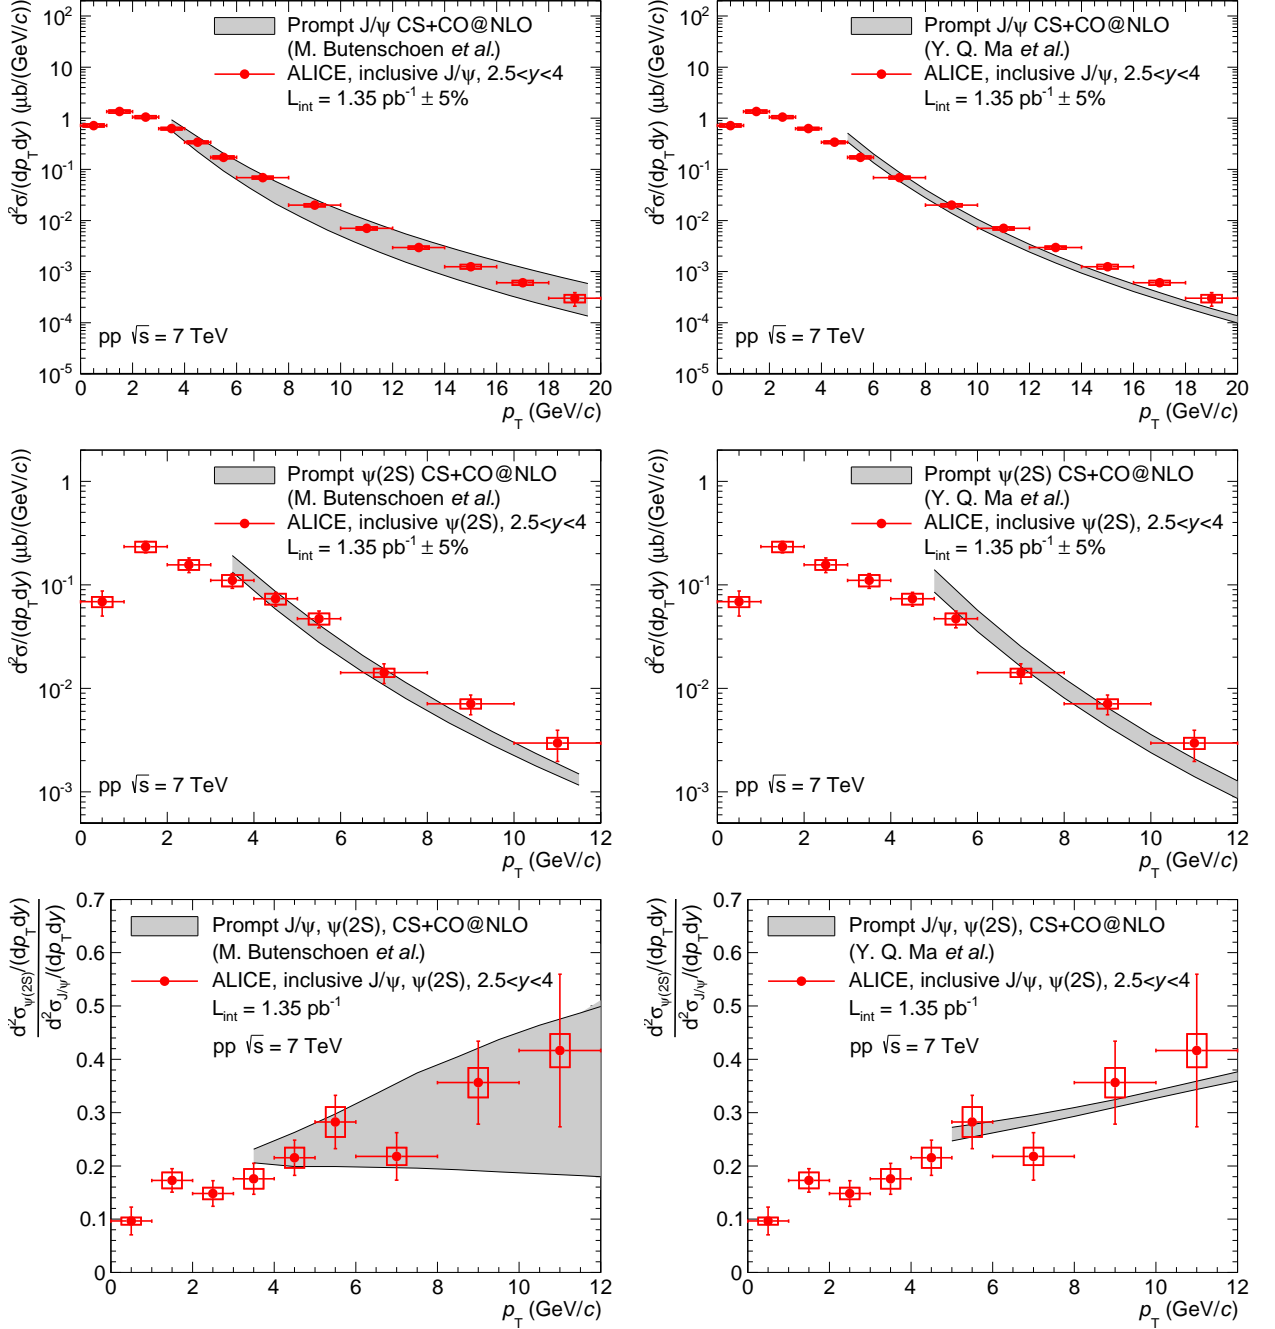 d²σ/(dp_T dy) (μb/(GeV/c))
10²
10
1
10⁻¹
10⁻²
10⁻³
10⁻⁴
10⁻⁵
Prompt J/ψ CS+CO@NLO
(M. Butenschoen et al.)
ALICE, inclusive J/ψ, 2.5<y<4
L_int = 1.35 pb⁻¹ ± 5%
pp √s = 7 TeV
0 2 4 6 8 10 12 14 16 18 20
p_T (GeV/c)
d²σ/(dp_T dy) (μb/(GeV/c))
10²
10
1
10⁻¹
10⁻²
10⁻³
10⁻⁴
10⁻⁵
Prompt J/ψ CS+CO@NLO
(Y. Q. Ma et al.)
ALICE, inclusive J/ψ, 2.5<y<4
L_int = 1.35 pb⁻¹ ± 5%
pp √s = 7 TeV
0 2 4 6 8 10 12 14 16 18 20
p_T (GeV/c)
d²σ/(dp_T dy) (μb/(GeV/c))
1
10⁻¹
10⁻²
10⁻³
Prompt ψ(2S) CS+CO@NLO
(M. Butenschoen et al.)
ALICE, inclusive ψ(2S), 2.5<y<4
L_int = 1.35 pb⁻¹ ± 5%
pp √s = 7 TeV
0 2 4 6 8 10 12
p_T (GeV/c)
d²σ/(dp_T dy) (μb/(GeV/c))
1
10⁻¹
10⁻²
10⁻³
Prompt ψ(2S) CS+CO@NLO
(Y. Q. Ma et al.)
ALICE, inclusive ψ(2S), 2.5<y<4
L_int = 1.35 pb⁻¹ ± 5%
pp √s = 7 TeV
0 2 4 6 8 10 12
p_T (GeV/c)
d²σ_ψ(2S)/(dp_T dy)
d²σ_J/ψ/(dp_T dy)
0.7
0.6
0.5
0.4
0.3
0.2
0.1
0
Prompt J/ψ, ψ(2S), CS+CO@NLO
(M. Butenschoen et al.)
ALICE, inclusive J/ψ, ψ(2S), 2.5<y<4
L_int = 1.35 pb⁻¹
pp √s = 7 TeV
0 2 4 6 8 10 12
p_T (GeV/c)
d²σ_ψ(2S)/(dp_T dy)
d²σ_J/ψ/(dp_T dy)
0.7
0.6
0.5
0.4
0.3
0.2
0.1
0
Prompt J/ψ, ψ(2S), CS+CO@NLO
(Y. Q. Ma et al.)
ALICE, inclusive J/ψ, ψ(2S), 2.5<y<4
L_int = 1.35 pb⁻¹
pp √s = 7 TeV
0 2 4 6 8 10 12
p_T (GeV/c)